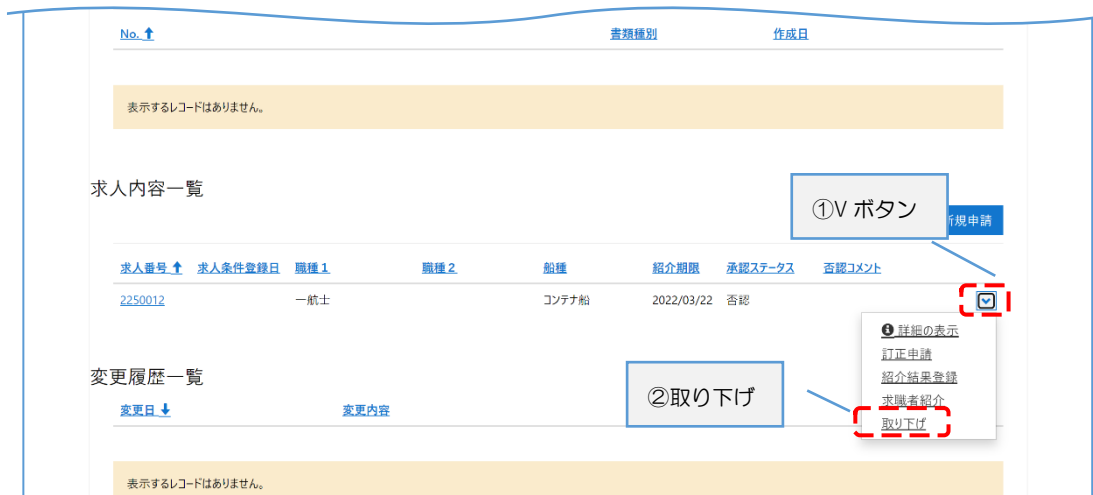 No. ↑ 書類種別 作成日
表示するレコードはありません。
求人内容一覧
①V ボタン
規申請
求人番号 ↑ 求人条件登録日 職種1 職種2 船種 紹介期限 承認ステータス 否認コメント
2250012 一航士 コンテナ船 2022/03/22 否認
詳細の表示
訂正申請
紹介結果登録
求職者紹介
取り下げ
②取り下げ
変更履歴一覧
変更日 ↓ 変更内容
表示するレコードはありません。